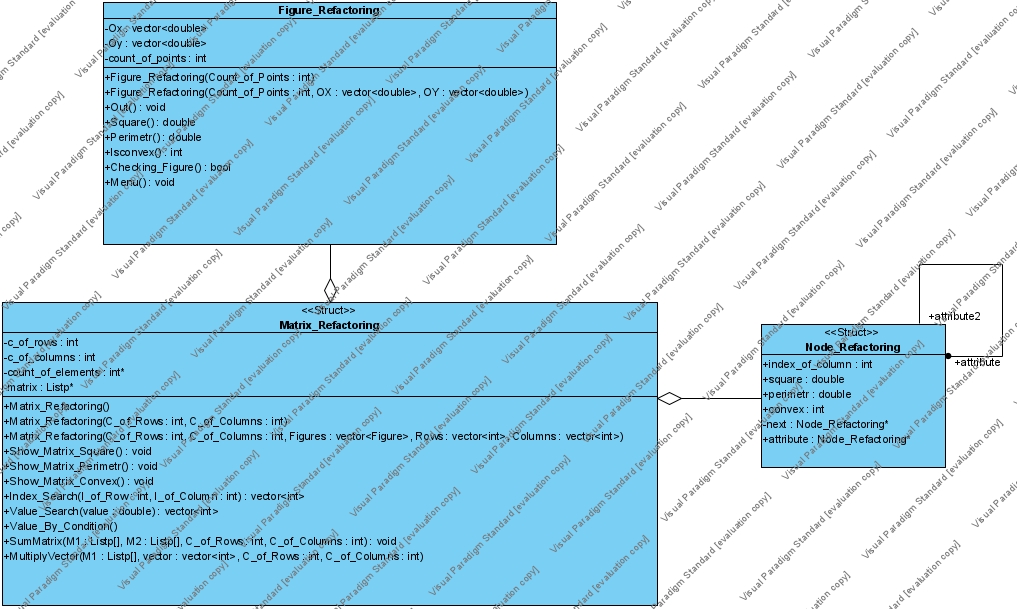 Figure_Refactoring
-Ox : vector<double>
-Oy : vector<double>
-count_of_points : int
+Figure_Refactoring(Count_of_Points : int)
+Figure_Refactoring(Count_of_Points : int, OX : vector<double>, OY : vector<double>)
+Out() : void
+Square() : double
+Perimetr() : double
+Isconvex() : int
+Checking_Figure() : bool
+Menu() : void
<<Struct>>
Matrix_Refactoring
-c_of_rows : int
-c_of_columns : int
-count_of_elements : int*
-matrix : Listp*
+Matrix_Refactoring()
+Matrix_Refactoring(C_of_Rows : int, C_of_Columns : int)
+Matrix_Refactoring(C_of_Rows : int, C_of_Columns : int, Figures : vector<Figure>, Rows : vector<int>, Columns : vector<int>)
+Show_Matrix_Square() : void
+Show_Matrix_Perimetr() : void
+Show_Matrix_Convex() : void
+Index_Search(I_of_Row : int, I_of_Column : int) : vector<int>
+Value_Search(value : double) : vector<int>
+Value_By_Condition()
+SumMatrix(M1 : Listp[], M2 : Listp[], C_of_Rows : int, C_of_Columns : int) : void
+MultiplyVector(M1 : Listp[], vector : vector<int>, C_of_Rows : int, C_of_Columns : int)
<<Struct>>
Node_Refactoring
+index_of_column : int
+square : double
+perimetr : double
+convex : int
-next : Node_Refactoring*
+attribute : Node_Refactoring*
+attribute2
+attribute
Visual Paradigm Standard [evaluation copy]